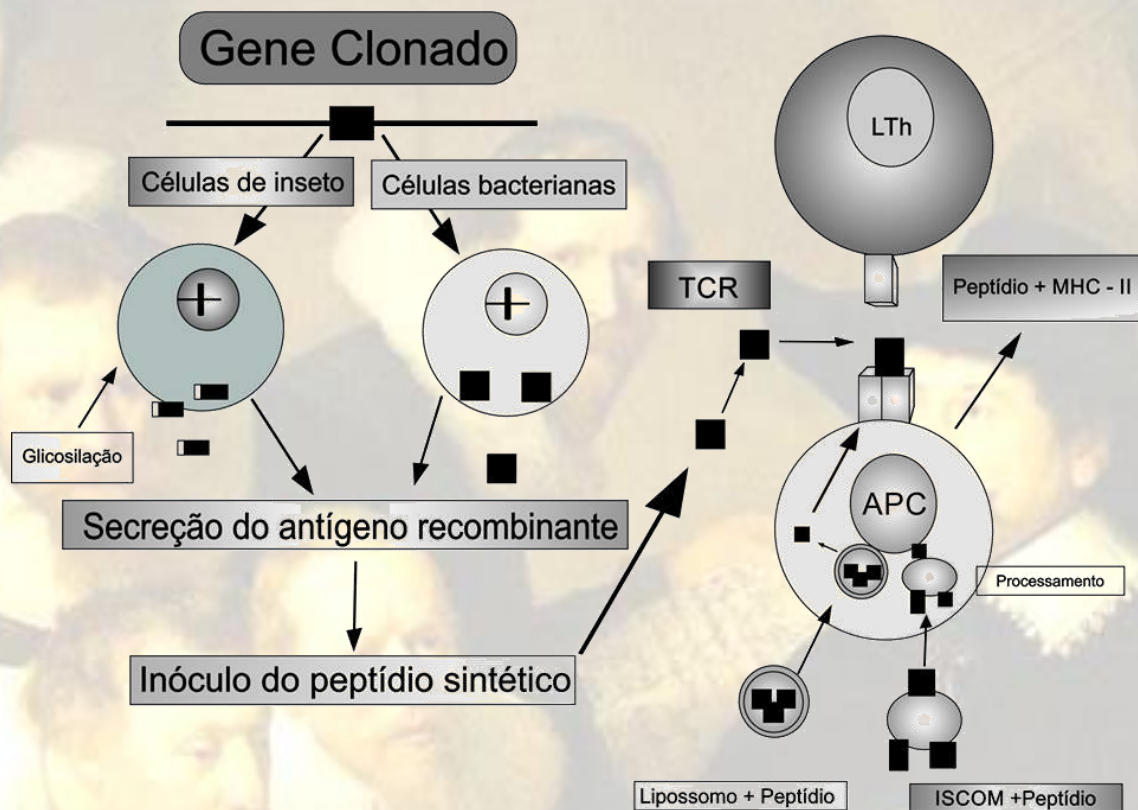 Gene Clonado
Células de inseto
Células bacterianas
Glicosilação
Secreção do antígeno recombinante
Inóculo do peptídio sintético
LTh
TCR
Peptídio + MHC - II
APC
Processamento
Lipossomo + Peptídio
ISCOM +Peptídio